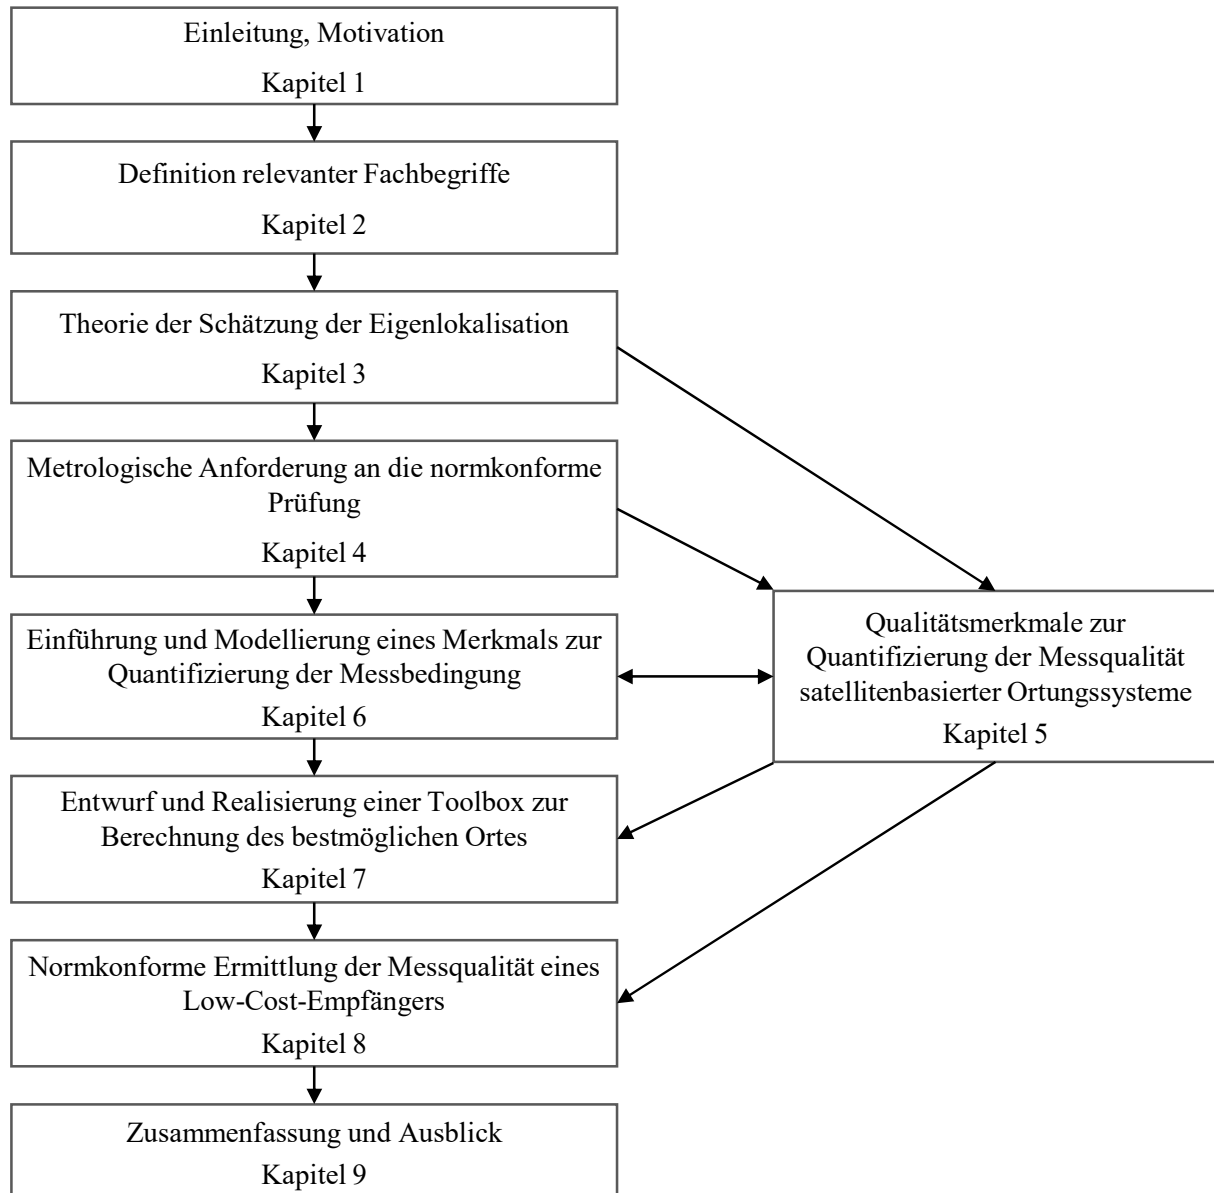 Einleitung, Motivation
Kapitel 1
Definition relevanter Fachbegriffe
Kapitel 2
Theorie der Schätzung der Eigenlokalisation
Kapitel 3
Metrologische Anforderung an die normkonforme
Prüfung
Kapitel 4
Qualitätsmerkmale zur
Quantifizierung der Messqualität
satellitenbasierter Ortungssysteme
Kapitel 5
Einführung und Modellierung eines Merkmals zur
Quantifizierung der Messbedingung
Kapitel 6
Entwurf und Realisierung einer Toolbox zur
Berechnung des bestmöglichen Ortes
Kapitel 7
Normkonforme Ermittlung der Messqualität eines
Low-Cost-Empfängers
Kapitel 8
Zusammenfassung und Ausblick
Kapitel 9